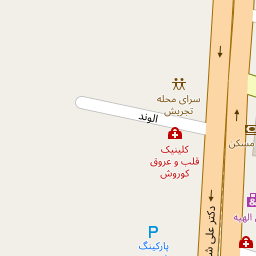 سرای محله
تجریش
الوند
کلینیک
قلب و عروق
کوروش
مسکن
دکتر علی ش
الهیه
پارکینگ